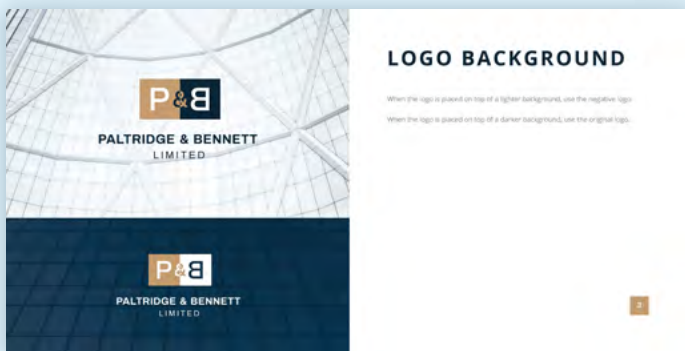 P&B
PALTRIDGE & BENNETT
LIMITED
P&B
PALTRIDGE & BENNETT
LIMITED
LOGO BACKGROUND
When the logo is placed on top of a lighter background, use the negative logo.
When the logo is placed on top of a darker background, use the original logo.